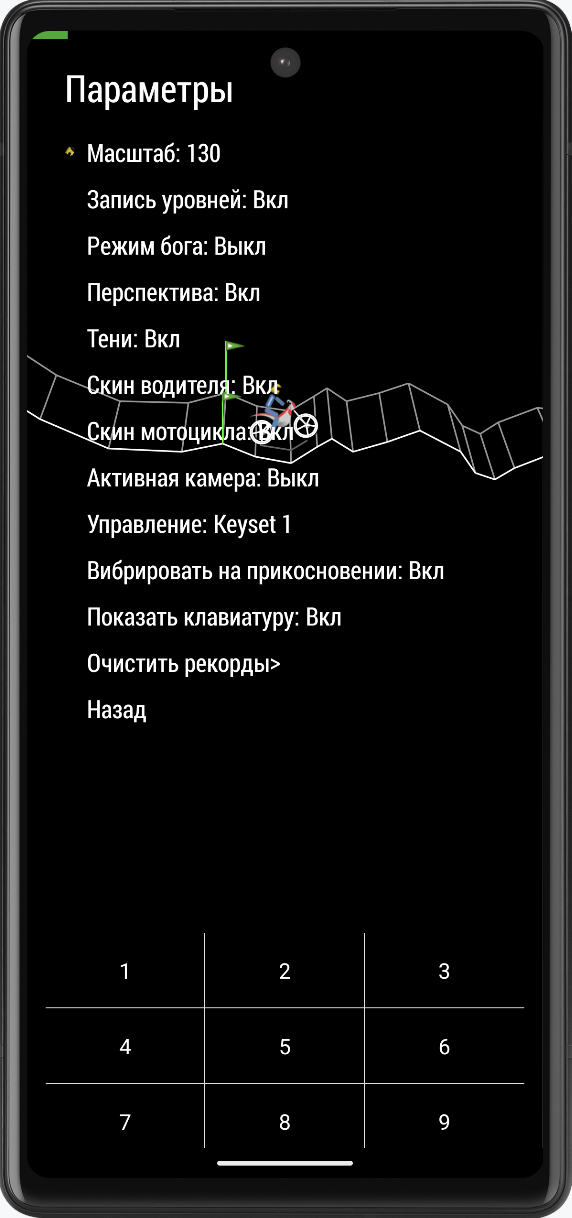 Параметры
Масштаб: 130
Запись уровней: Вкл
Режим бога: Выкл
Перспектива: Вкл
Тени: Вкл
Скин водителя: Вкл
Скин мотоцикла: Вкл
Активная камера: Выкл
Управление: Keyset 1
Вибрировать на прикосновении: Вкл
Показать клавиатуру: Вкл
Очистить рекорды>
Назад
1 2 3
4 5 6
7 8 9